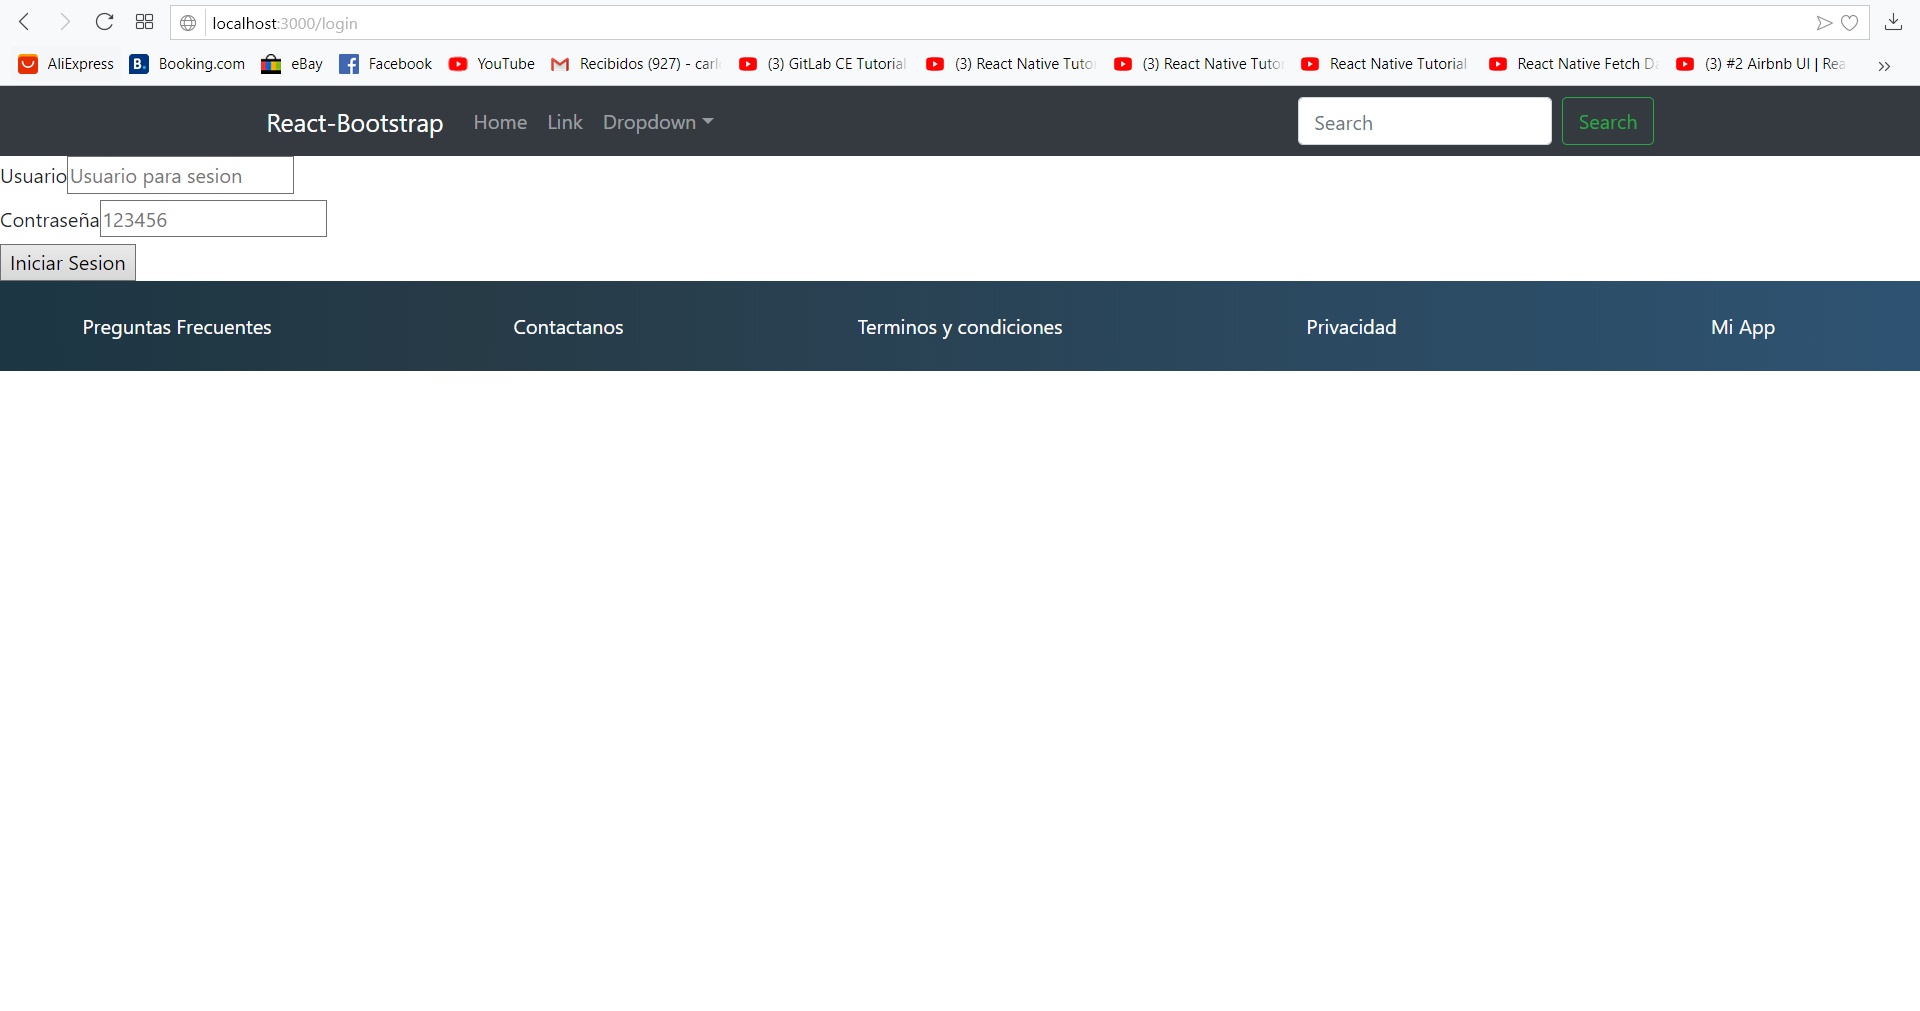 localhost:3000/login
AliExpress B. Booking.com eBay Facebook YouTube Recibidos (927) - carl (3) GitLab CE Tutorial (3) React Native Tuto (3) React Native Tutor React Native Tutorial React Native Fetch Da (3) #2 Airbnb UI | Rea
React-Bootstrap Home Link Dropdown Search Search
Usuario Usuario para sesion
Contraseña 123456
Iniciar Sesion
Preguntas Frecuentes Contactanos Terminos y condiciones Privacidad Mi App